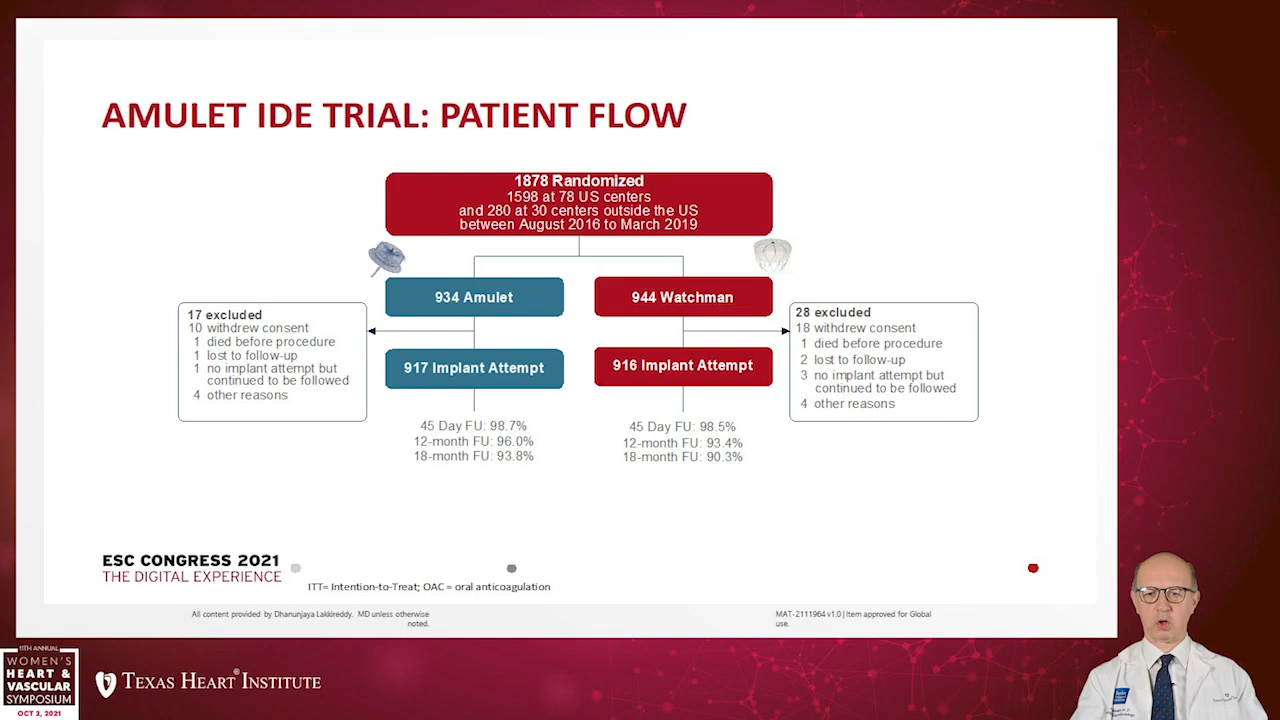 AMULET IDE TRIAL: PATIENT FLOW
1878 Randomized
1598 at 78 US centers
and 280 at 30 centers outside the US
between August 2016 to March 2019
934 Amulet
944 Watchman
17 excluded
10 withdrew consent
1 died before procedure
1 lost to follow-up
1 no implant attempt but
continued to be followed
4 other reasons
917 Implant Attempt
916 Implant Attempt
28 excluded
18 withdrew consent
1 died before procedure
2 lost to follow-up
3 no implant attempt but
continued to be followed
4 other reasons
45 Day FU: 98.7%
12-month FU: 96.0%
18-month FU: 93.8%
45 Day FU: 98.5%
12-month FU: 93.4%
18-month FU: 90.3%
ESC CONGRESS 2021
THE DIGITAL EXPERIENCE
ITT= Intention-to-Treat; OAC = oral anticoagulation
All content provided by Dhanunjaya Lakkireddy. MD unless otherwise
noted.
MAT-2111964 v1.0 | Item approved for Global
use.
11TH ANNUAL
WOMEN'S
HEART &
VASCULAR
SYMPOSIUM
OCT 2, 2021
TEXAS HEART® INSTITUTE